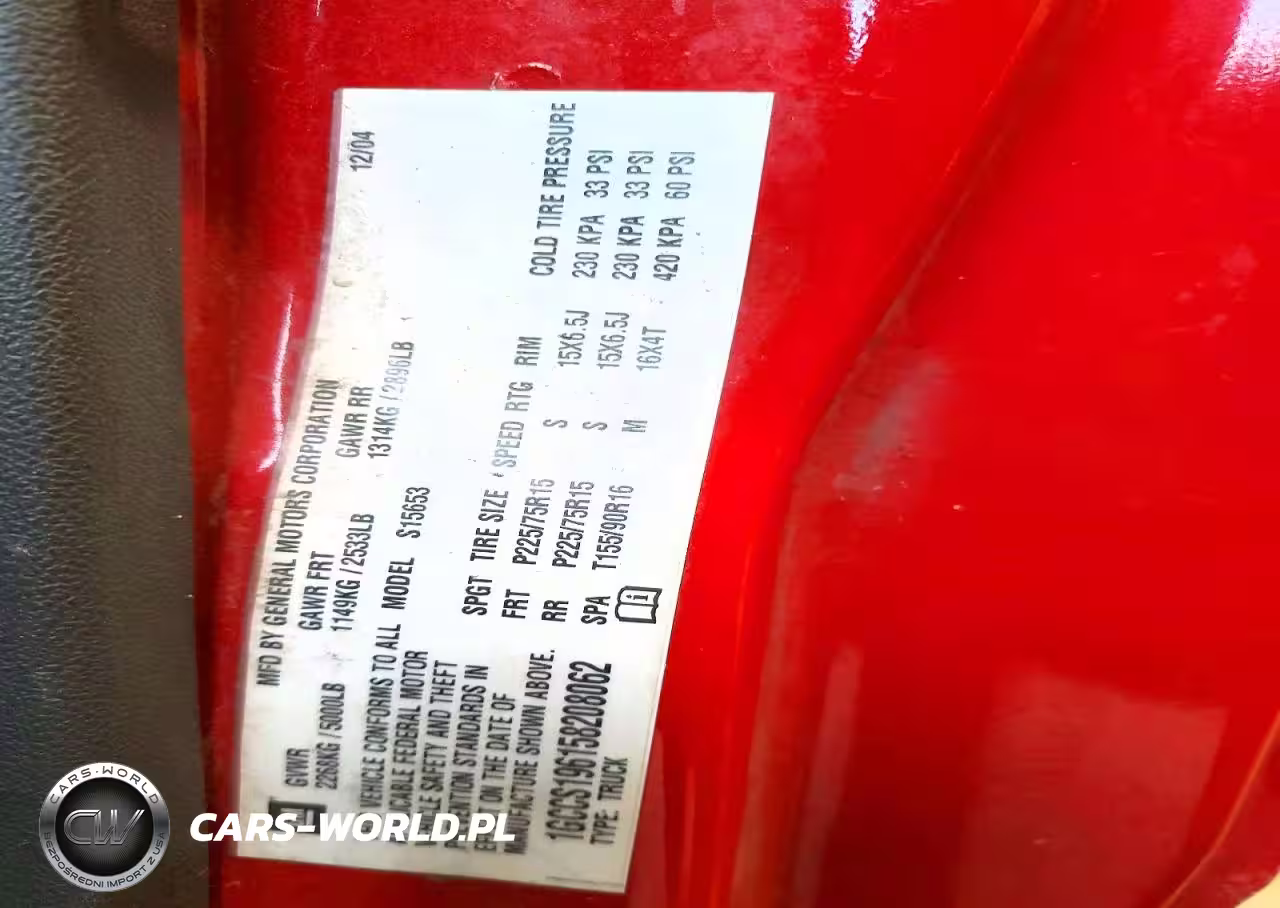 MFD BY GENERAL MOTORS CORPORATION 12/04
GVWR GAWR FRT GAWR RR
2268KG / 5000LB 1149KG / 2533LB 1314KG / 2896LB
VEHICLE CONFORMS TO ALL MODEL S15653
FEDERAL MOTOR
SAFETY AND THEFT
STANDARDS IN
ON THE DATE OF
MANUFACTURE SHOWN ABOVE.
1GCCS196158208062
TYPE: TRUCK
SPGT TIRE SIZE SPEED RTG RIM COLD TIRE PRESSURE
FRT P225/75R15 S 15X6.5J 230 KPA 33 PSI
RR P225/75R15 S 15X6.5J 230 KPA 33 PSI
SPA T155/90R16 M 16X4T 420 KPA 60 PSI
CARS-WORLD
CW
BEZPOŚREDNI IMPORT Z USA
CARS-WORLD.PL